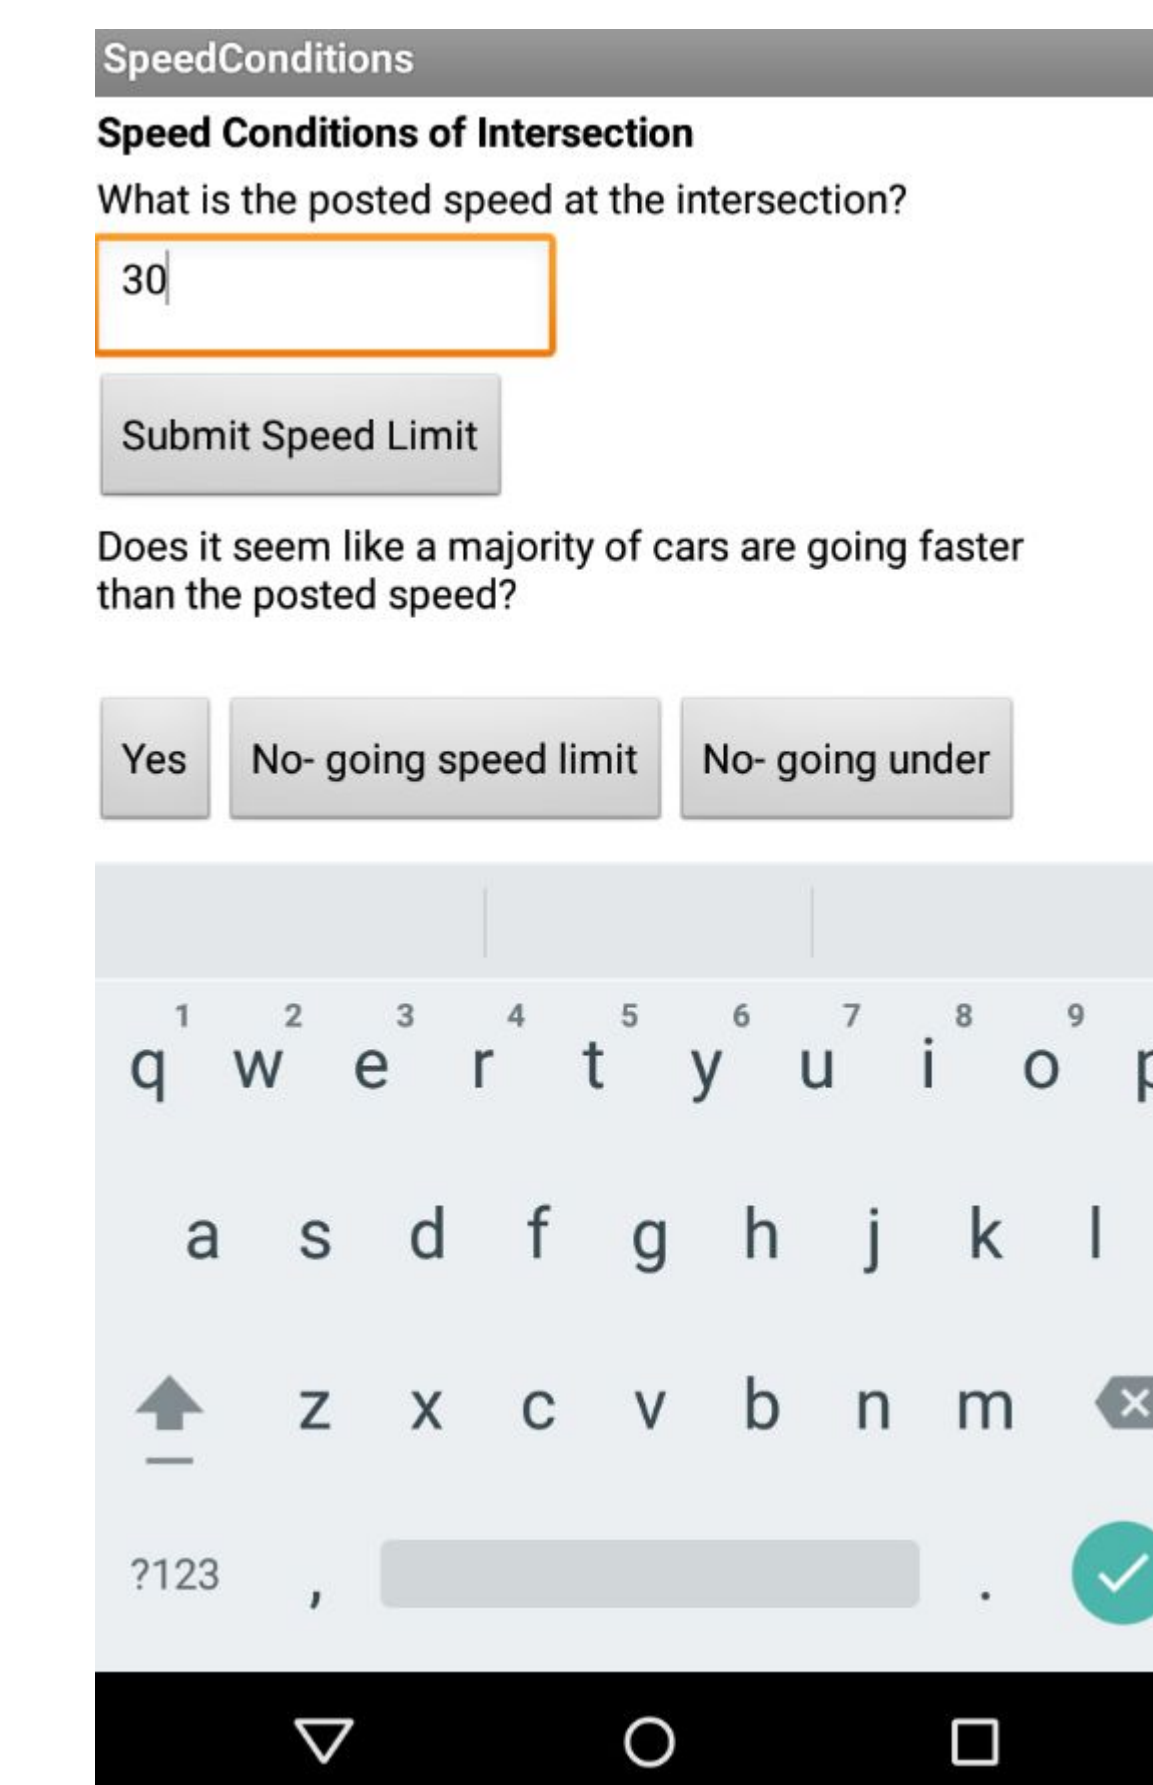 SpeedConditions
Speed Conditions of Intersection
What is the posted speed at the intersection?
30
Submit Speed Limit
Does it seem like a majority of cars are going faster
than the posted speed?
Yes No- going speed limit No- going under
1 2 3 4 5 6 7 8 9
q w e r t y u i o p
a s d f g h j k l
z x c v b n m
?123 , .